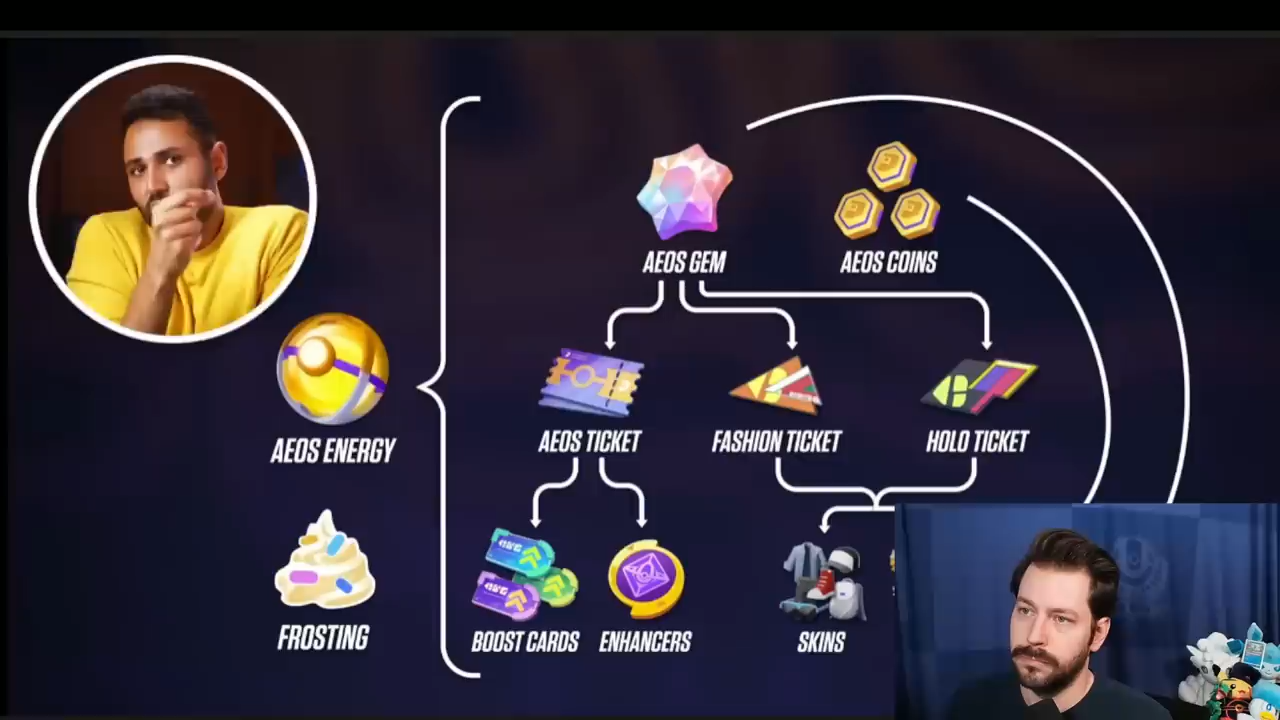 AEOS GEM
AEOS COINS
AEOS ENERGY
AEOS TICKET
FASHION TICKET
HOLO TICKET
FROSTING
BOOST CARDS
ENHANCERS
SKINS